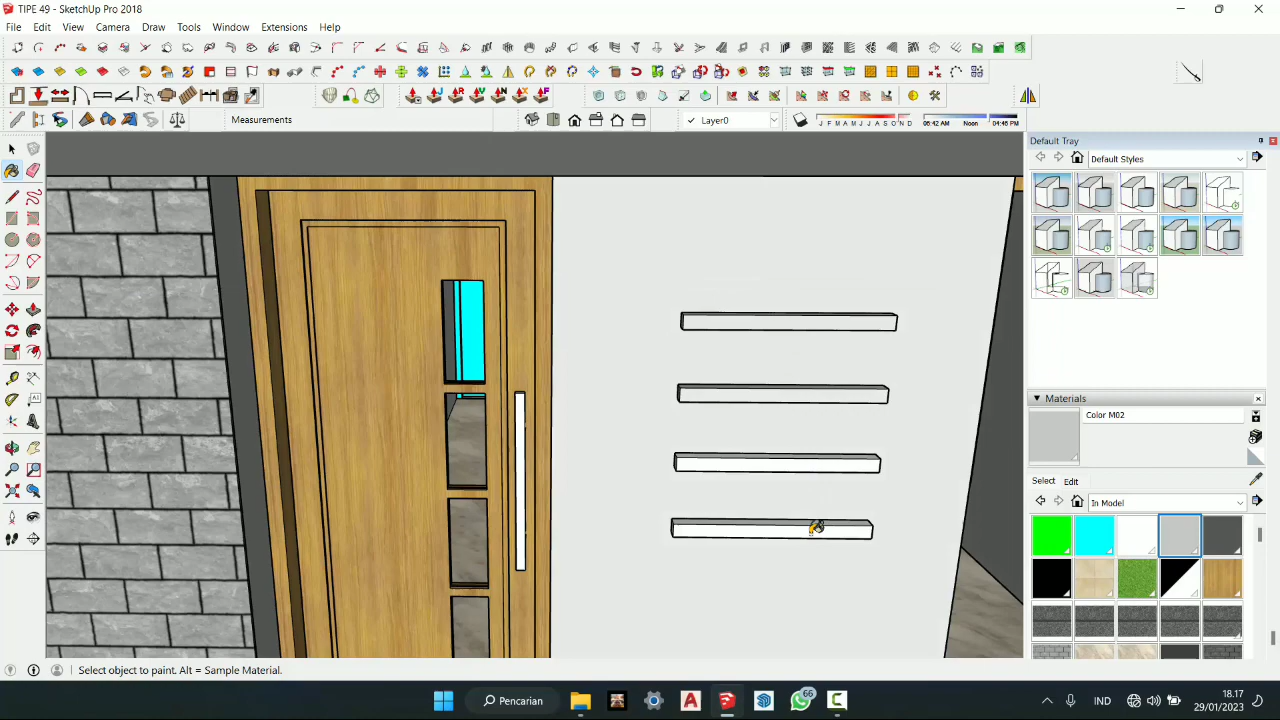 TIPE 49 - SketchUp Pro 2018
File Edit View Camera Draw Tools Window Extensions Help
Measurements
Layer0
J F M A M J J A S O N D
06:42 AM Noon 04:46 PM
Default Tray
Default Styles
Materials
Color M02
Select Edit
In Model
Select object to paint. Alt = Sample Material.
Pencarian
66
IND
18.17
29/01/2023